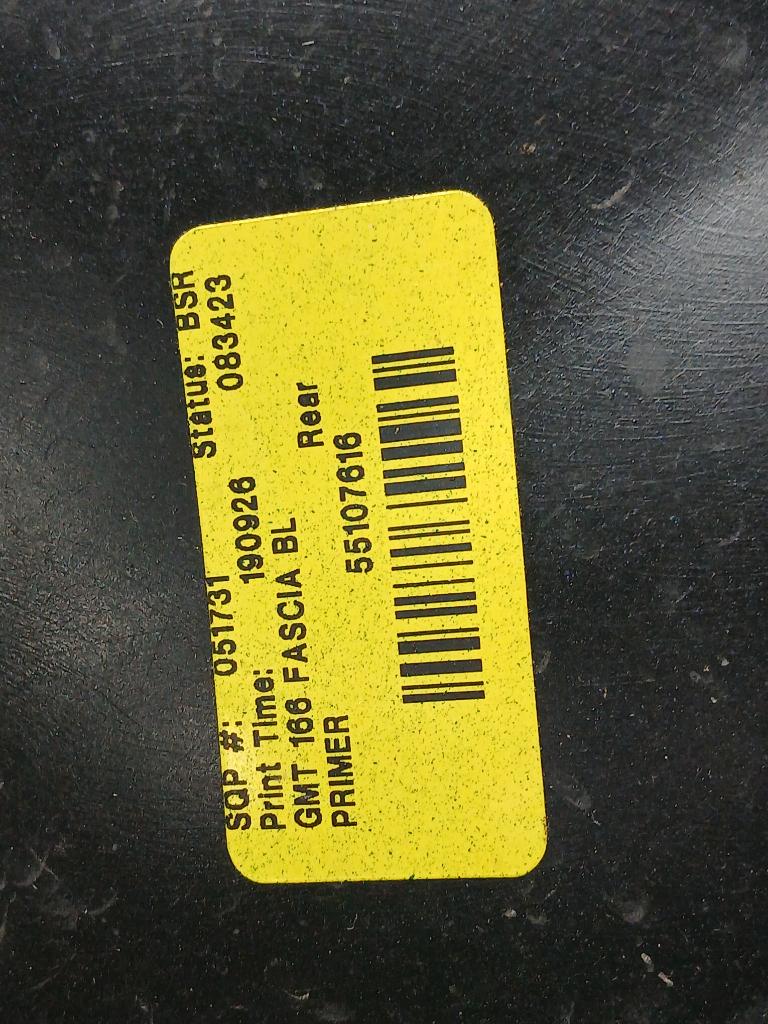 SQP #: 051731 Status: BSR
Print Time: 190926 083423
GMT 166 FASCIA BL Rear
PRIMER
55107616